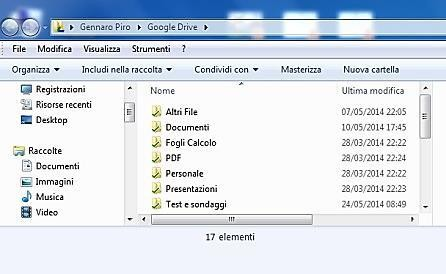 Gennaro Piro Google Drive
File Modifica Visualizza Strumenti ?
Organizza Includi nella raccolta Condividi con Masterizza Nuova cartella
Registrazioni
Risorse recenti
Desktop
Raccolte
Documenti
Immagini
Musica
Video
Nome Ultima modifica
Altri File 07/05/2014 22:05
Documenti 10/05/2014 17:45
Fogli Calcolo 28/03/2014 22:22
PDF 28/03/2014 22:24
Personale 28/03/2014 22:22
Presentazioni 28/03/2014 22:23
Test e sondaggi 24/05/2014 08:49
17 elementi